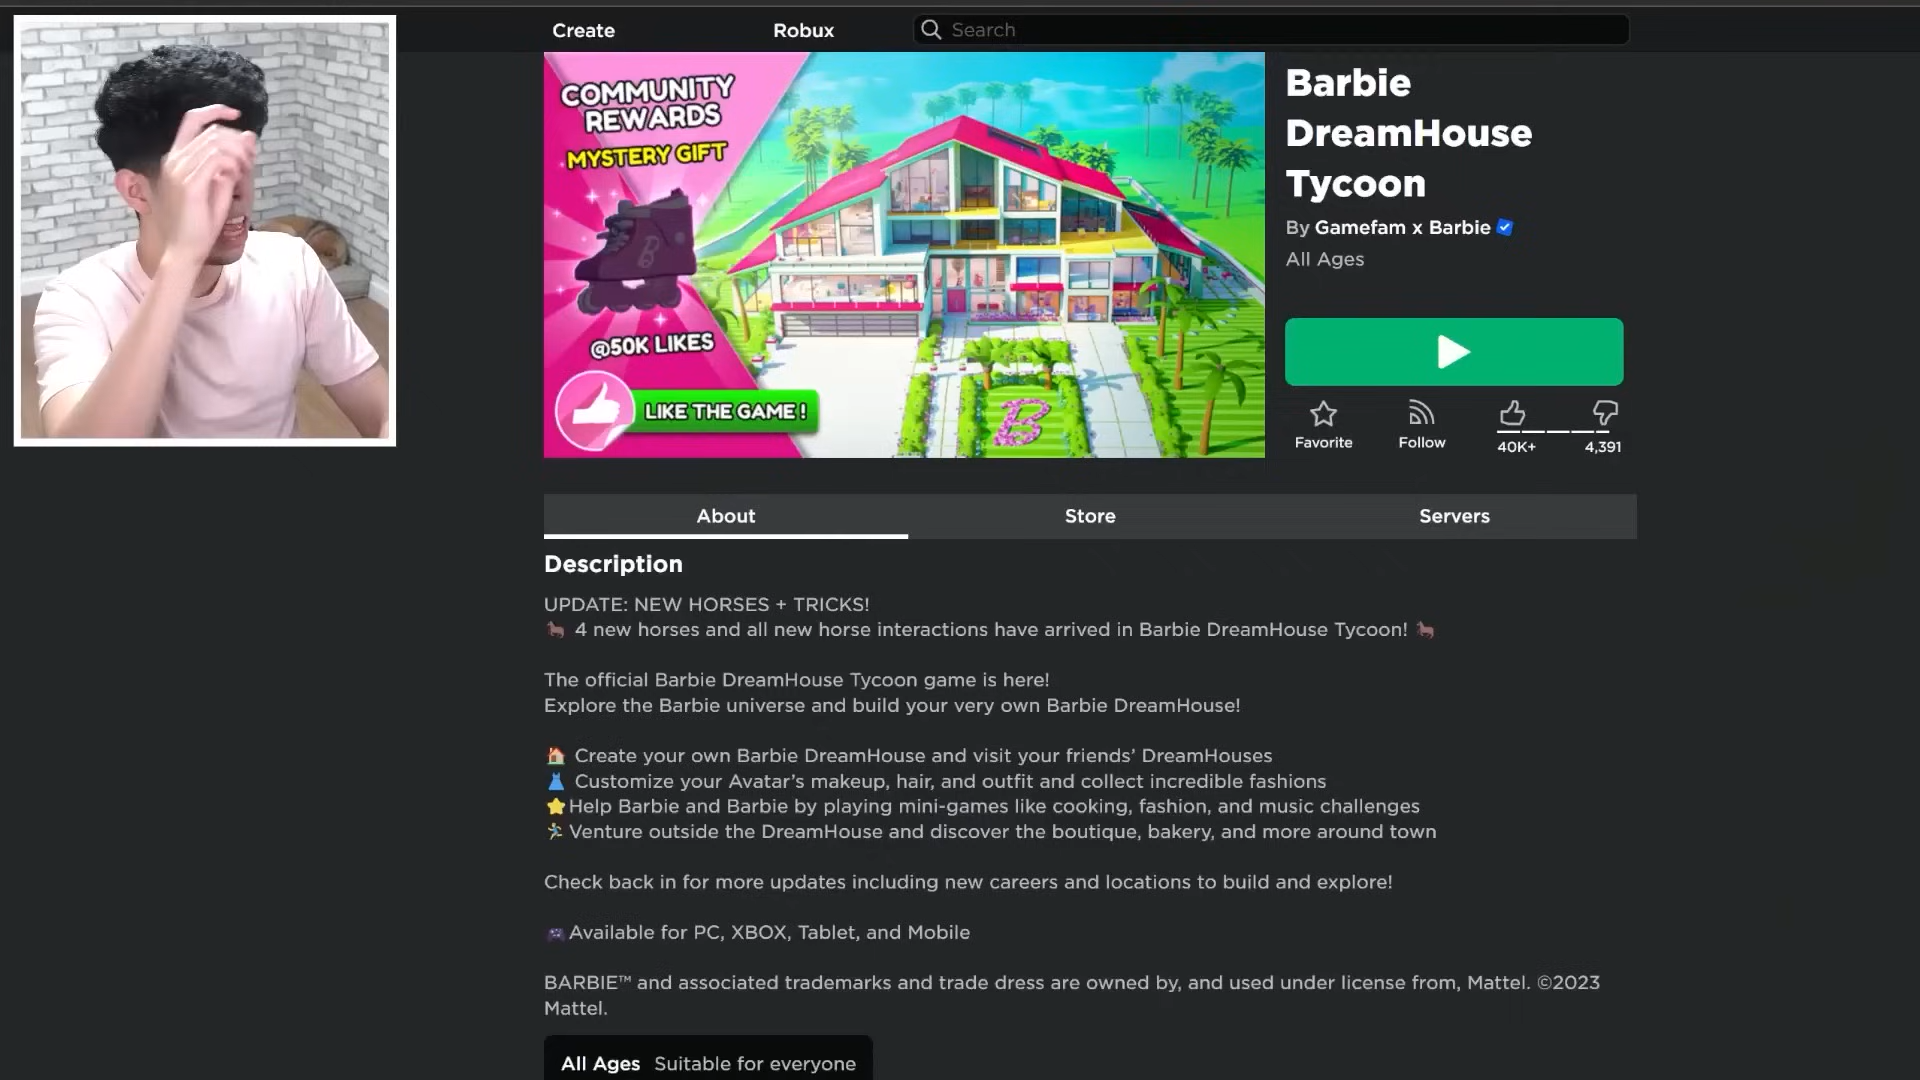 Create
Robux
Search
COMMUNITY
REWARDS
MYSTERY GIFT
B
@50K LIKES
LIKE THE GAME!
B
Barbie
DreamHouse
Tycoon
By Gamefam x Barbie
All Ages
Favorite
Follow
40K+
4,391
About
Store
Servers
Description
UPDATE: NEW HORSES + TRICKS!
4 new horses and all new horse interactions have arrived in Barbie DreamHouse Tycoon!
The official Barbie DreamHouse Tycoon game is here!
Explore the Barbie universe and build your very own Barbie DreamHouse!
Create your own Barbie DreamHouse and visit your friends’ DreamHouses
Customize your Avatar’s makeup, hair, and outfit and collect incredible fashions
Help Barbie and Barbie by playing mini-games like cooking, fashion, and music challenges
Venture outside the DreamHouse and discover the boutique, bakery, and more around town
Check back in for more updates including new careers and locations to build and explore!
Available for PC, XBOX, Tablet, and Mobile
BARBIE™ and associated trademarks and trade dress are owned by, and used under license from, Mattel. ©2023
Mattel.
All Ages Suitable for everyone